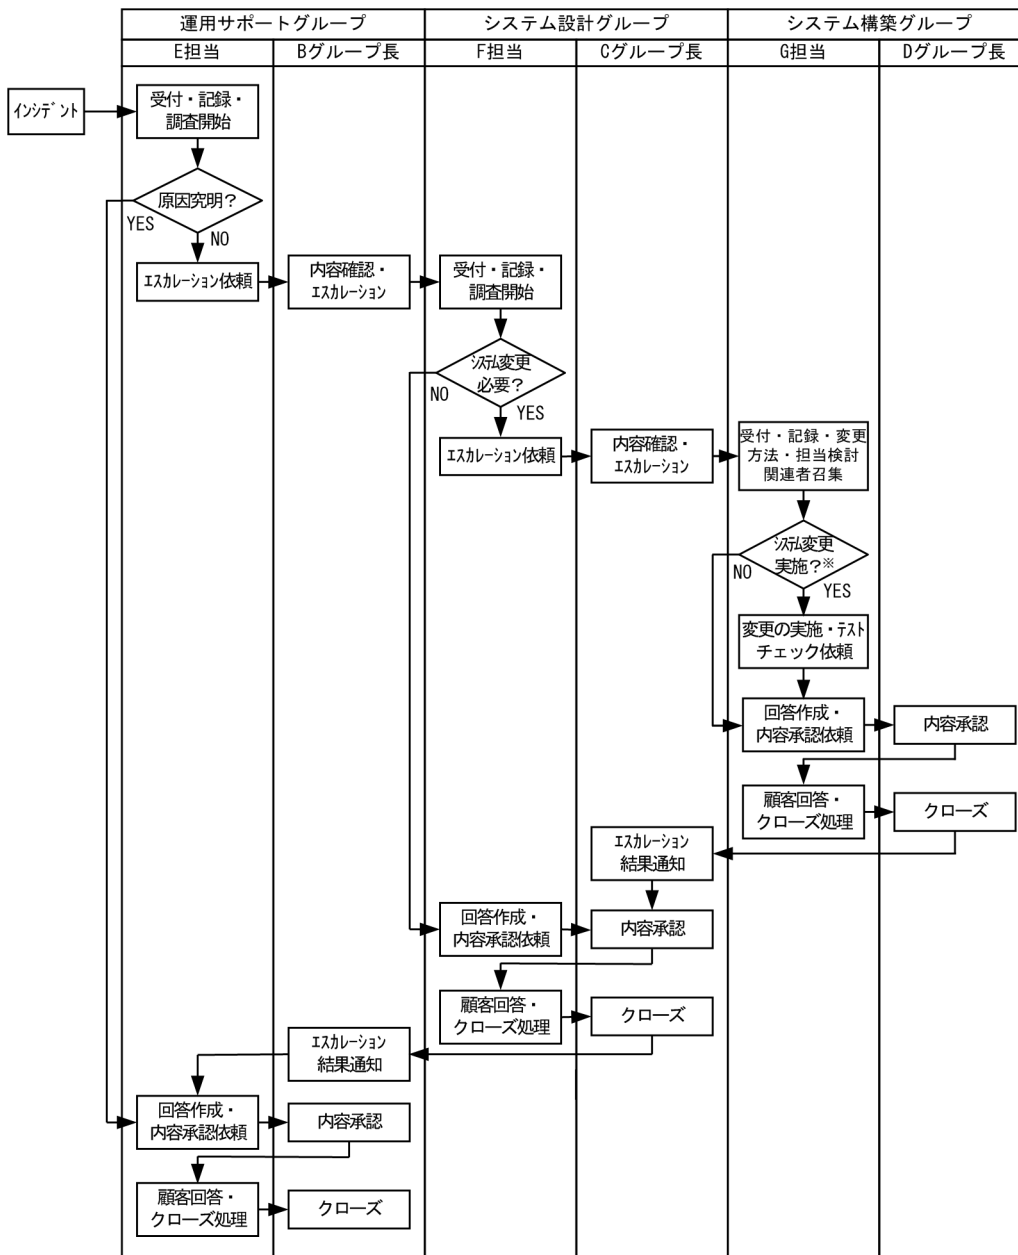 運用サポートグループ
システム設計グループ
システム構築グループ
E担当
Bグループ長
F担当
Cグループ長
G担当
Dグループ長
インシデント
受付・記録・
調査開始
原因究明？
YES
NO
エスカレーション依頼
内容確認・
エスカレーション
受付・記録・
調査開始
システム変更
必要？
NO
YES
エスカレーション依頼
内容確認・
エスカレーション
受付・記録・変更
方法・担当検討
関連者召集
システム変更
実施？※
NO
YES
変更の実施・テスト
チェック依頼
回答作成・
内容承認依頼
内容承認
顧客回答・
クローズ処理
クローズ
エスカレーション
結果通知
回答作成・
内容承認依頼
内容承認
顧客回答・
クローズ処理
クローズ
エスカレーション
結果通知
回答作成・
内容承認依頼
内容承認
顧客回答・
クローズ処理
クローズ